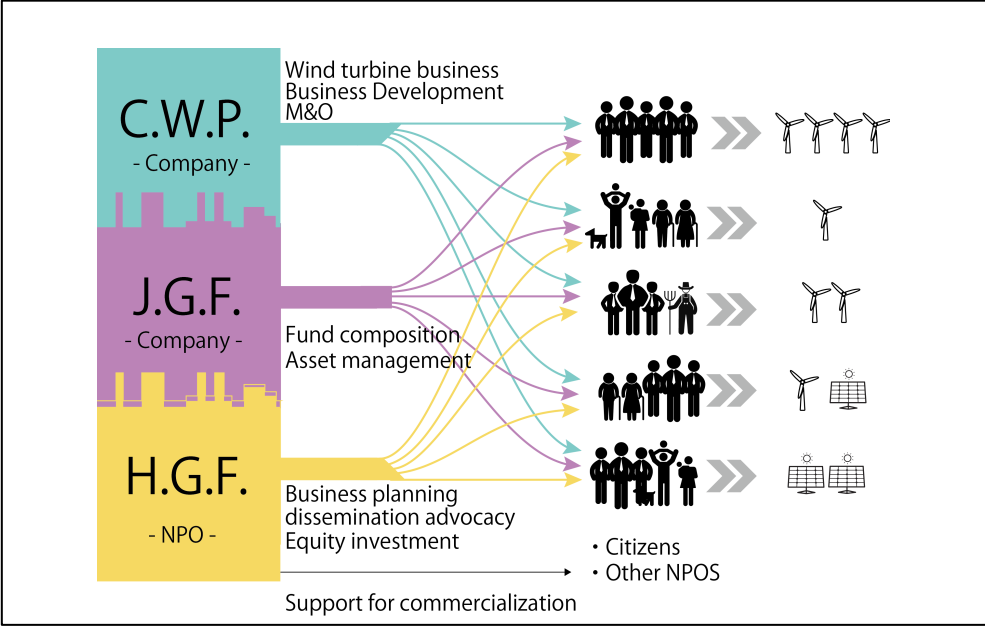 C.W.P.
- Company -
Wind turbine business
Business Development
M&O
J.G.F.
- Company -
Fund composition
Asset management
H.G.F.
- NPO -
Business planning
dissemination advocacy
Equity investment
・Citizens
・Other NPOS
Support for commercialization